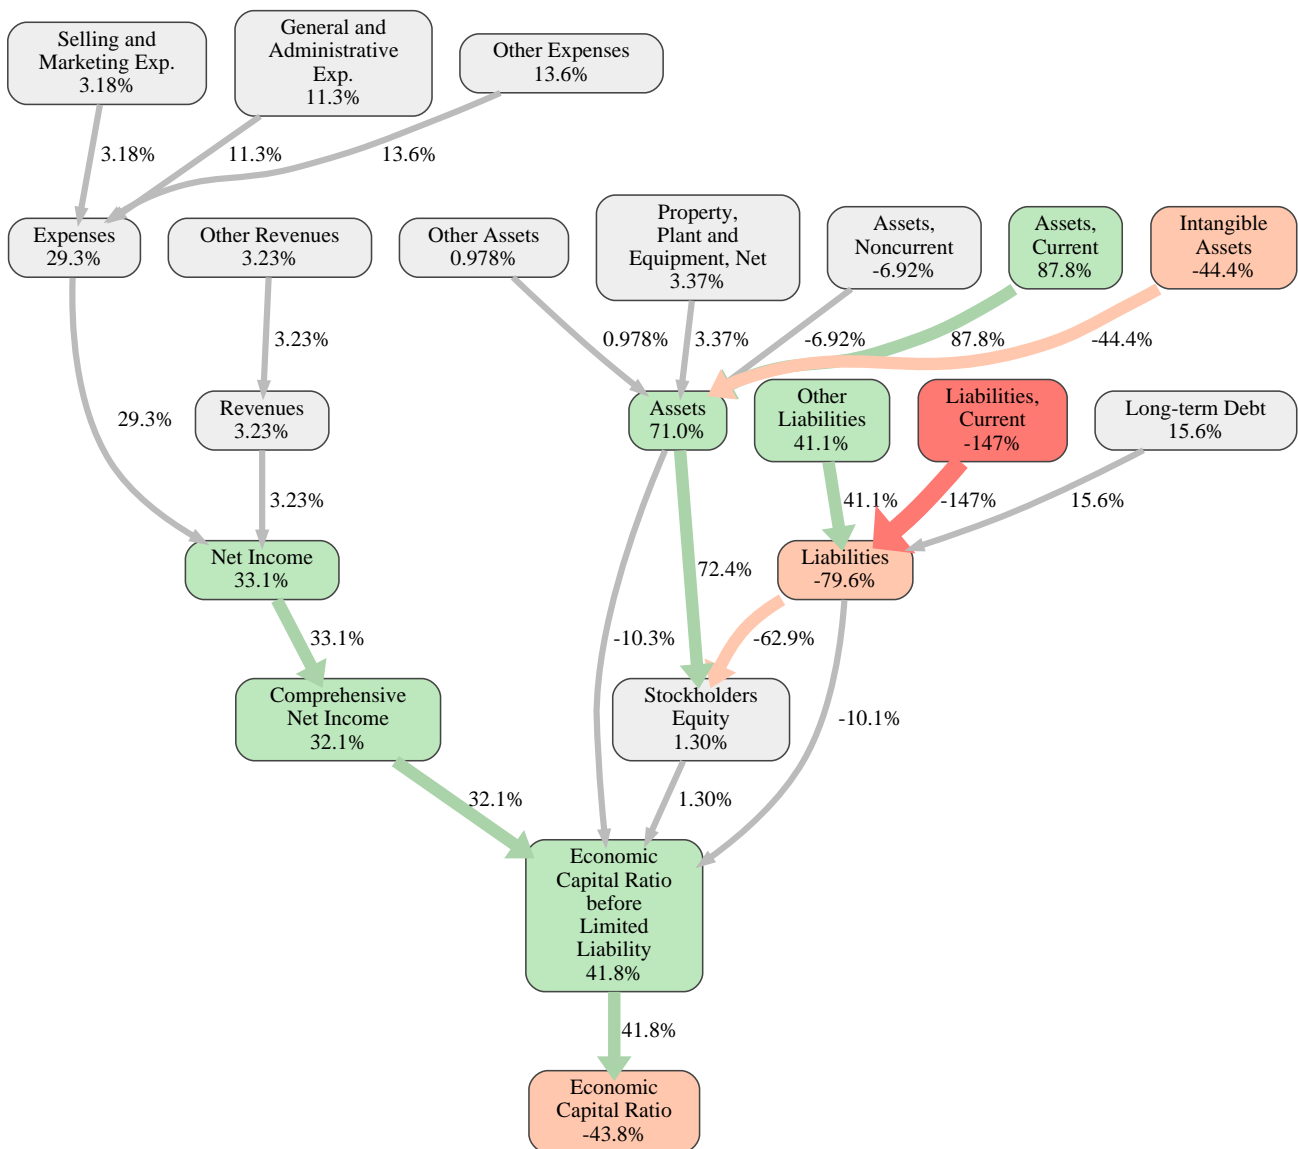 Selling and
Marketing Exp.
3.18%
General and
Administrative
Exp.
11.3%
Other Expenses
13.6%
3.18%
11.3%
13.6%
Expenses
29.3%
Other Revenues
3.23%
Other Assets
0.978%
Property,
Plant and
Equipment, Net
3.37%
Assets,
Noncurrent
-6.92%
Assets,
Current
87.8%
Intangible
Assets
-44.4%
3.23%
0.978%
3.37%
-6.92%
87.8%
-44.4%
29.3%
Revenues
3.23%
Assets
71.0%
Other
Liabilities
41.1%
Liabilities,
Current
-147%
Long-term Debt
15.6%
3.23%
41.1%
-147%
15.6%
Net Income
33.1%
72.4%
Liabilities
-79.6%
33.1%
-10.3%
-62.9%
Comprehensive
Net Income
32.1%
Stockholders
Equity
1.30%
-10.1%
32.1%
1.30%
Economic
Capital Ratio
before
Limited
Liability
41.8%
41.8%
Economic
Capital Ratio
-43.8%